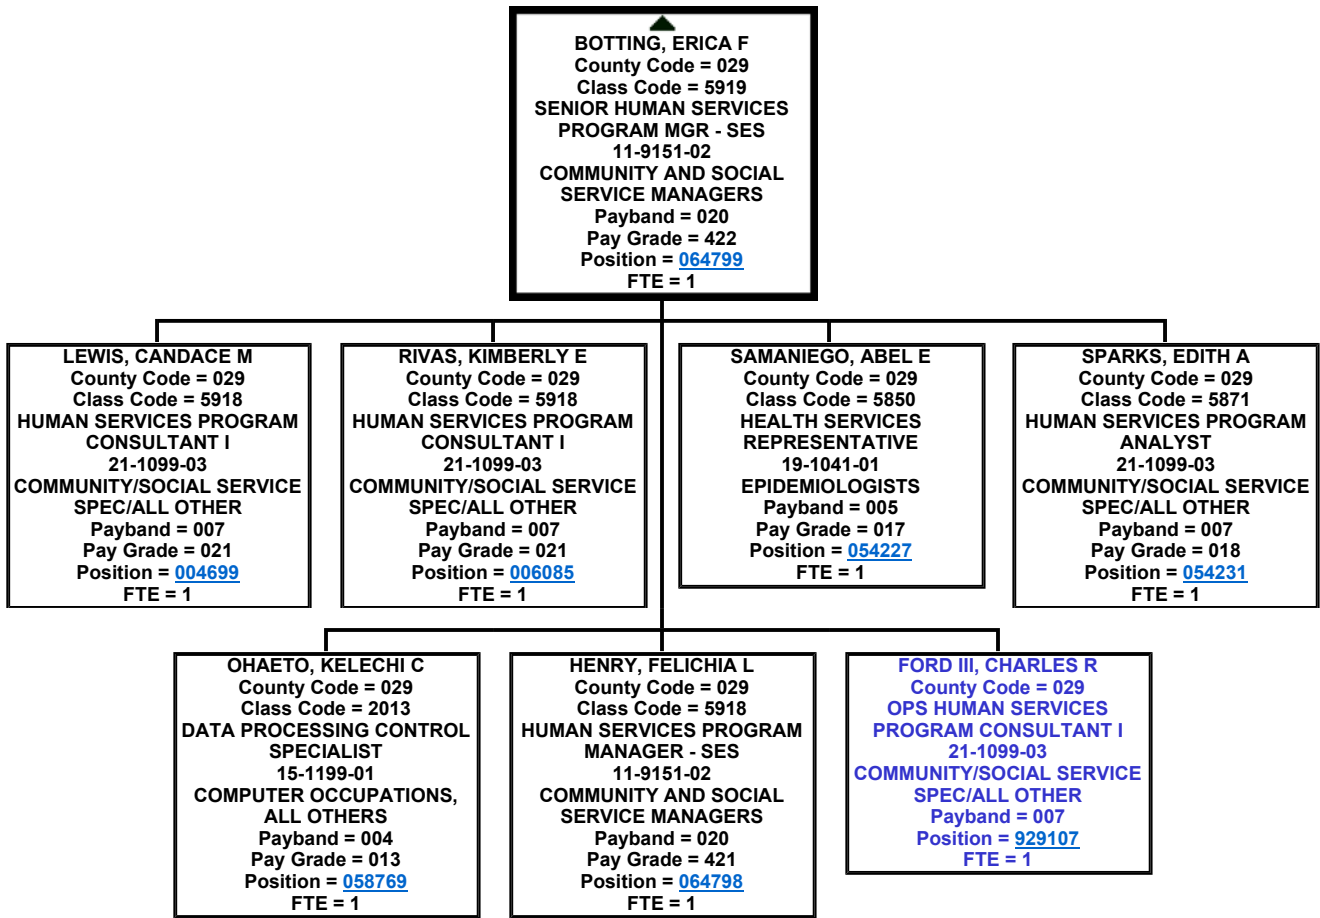 BOTTING, ERICA F
County Code = 029
Class Code = 5919
SENIOR HUMAN SERVICES
PROGRAM MGR - SES
11-9151-02
COMMUNITY AND SOCIAL
SERVICE MANAGERS
Payband = 020
Pay Grade = 422
Position = 064799
FTE = 1
LEWIS, CANDACE M
County Code = 029
Class Code = 5918
HUMAN SERVICES PROGRAM
CONSULTANT I
21-1099-03
COMMUNITY/SOCIAL SERVICE
SPEC/ALL OTHER
Payband = 007
Pay Grade = 021
Position = 004699
FTE = 1
RIVAS, KIMBERLY E
County Code = 029
Class Code = 5918
HUMAN SERVICES PROGRAM
CONSULTANT I
21-1099-03
COMMUNITY/SOCIAL SERVICE
SPEC/ALL OTHER
Payband = 007
Pay Grade = 021
Position = 006085
FTE = 1
SAMANIEGO, ABEL E
County Code = 029
Class Code = 5850
HEALTH SERVICES
REPRESENTATIVE
19-1041-01
EPIDEMIOLOGISTS
Payband = 005
Pay Grade = 017
Position = 054227
FTE = 1
SPARKS, EDITH A
County Code = 029
Class Code = 5871
HUMAN SERVICES PROGRAM
ANALYST
21-1099-03
COMMUNITY/SOCIAL SERVICE
SPEC/ALL OTHER
Payband = 007
Pay Grade = 018
Position = 054231
FTE = 1
OHAETO, KELECHI C
County Code = 029
Class Code = 2013
DATA PROCESSING CONTROL
SPECIALIST
15-1199-01
COMPUTER OCCUPATIONS,
ALL OTHERS
Payband = 004
Pay Grade = 013
Position = 058769
FTE = 1
HENRY, FELICHIA L
County Code = 029
Class Code = 5918
HUMAN SERVICES PROGRAM
MANAGER - SES
11-9151-02
COMMUNITY AND SOCIAL
SERVICE MANAGERS
Payband = 020
Pay Grade = 421
Position = 064798
FTE = 1
FORD III, CHARLES R
County Code = 029
OPS HUMAN SERVICES
PROGRAM CONSULTANT I
21-1099-03
COMMUNITY/SOCIAL SERVICE
SPEC/ALL OTHER
Payband = 007
Position = 929107
FTE = 1